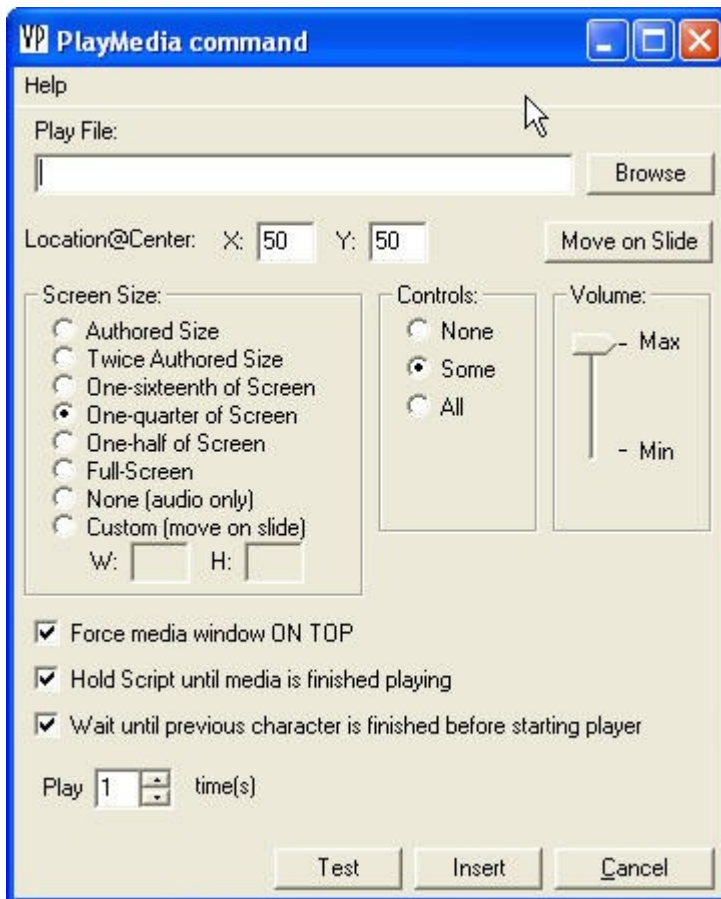 VP PlayMedia command
Help
Play File:
Browse
Location@Center: X: 50 Y: 50 Move on Slide
Screen Size:
Authored Size
Twice Authored Size
One-sixteenth of Screen
One-quarter of Screen
One-half of Screen
Full-Screen
None (audio only)
Custom (move on slide)
W: H:
Controls:
None
Some
All
Volume:
Max
Min
Force media window ON TOP
Hold Script until media is finished playing
Wait until previous character is finished before starting player
Play 1 time(s)
Test Insert Cancel